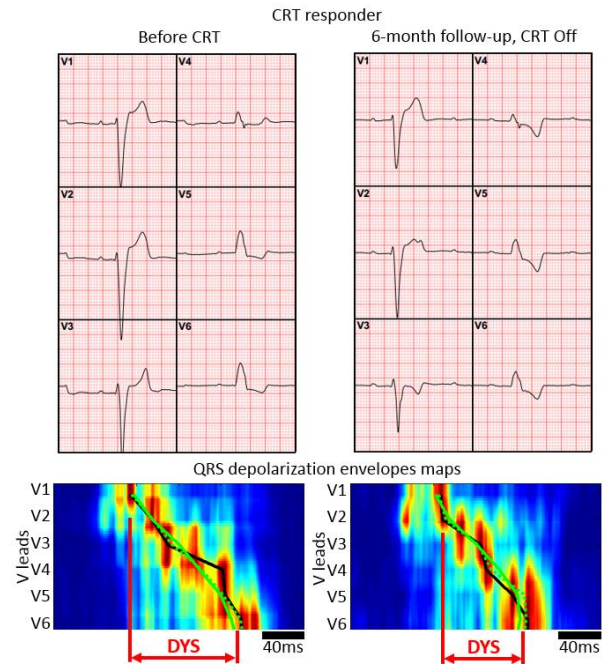 CRT responder
Before CRT
6-month follow-up, CRT Off
V1 V4
V2 V5
V3 V6
V1 V4
V2 V5
V3 V6
QRS depolarization envelopes maps
V leads
V1
V2
V3
V4
V5
V6
DYS
40ms
V leads
V1
V2
V3
V4
V5
V6
DYS
40ms